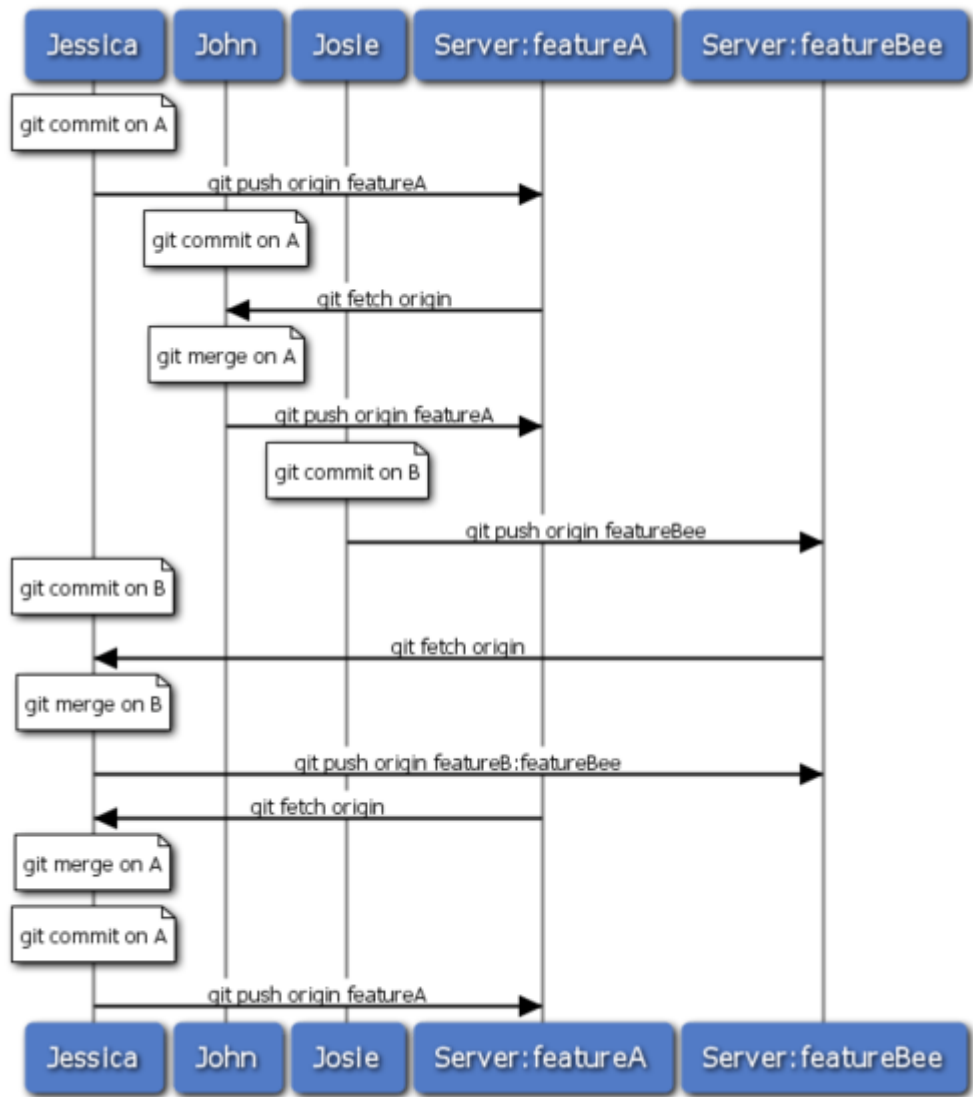 Jessica John Josie Server:featureA Server:featureBee
git commit on A
git push origin featureA
git commit on A
git fetch origin
git merge on A
git push origin featureA
git commit on B
git push origin featureBee
git commit on B
git fetch origin
git merge on B
git push origin featureB:featureBee
git fetch origin
git merge on A
git commit on A
git push origin featureA
Jessica John Josie Server:featureA Server:featureBee